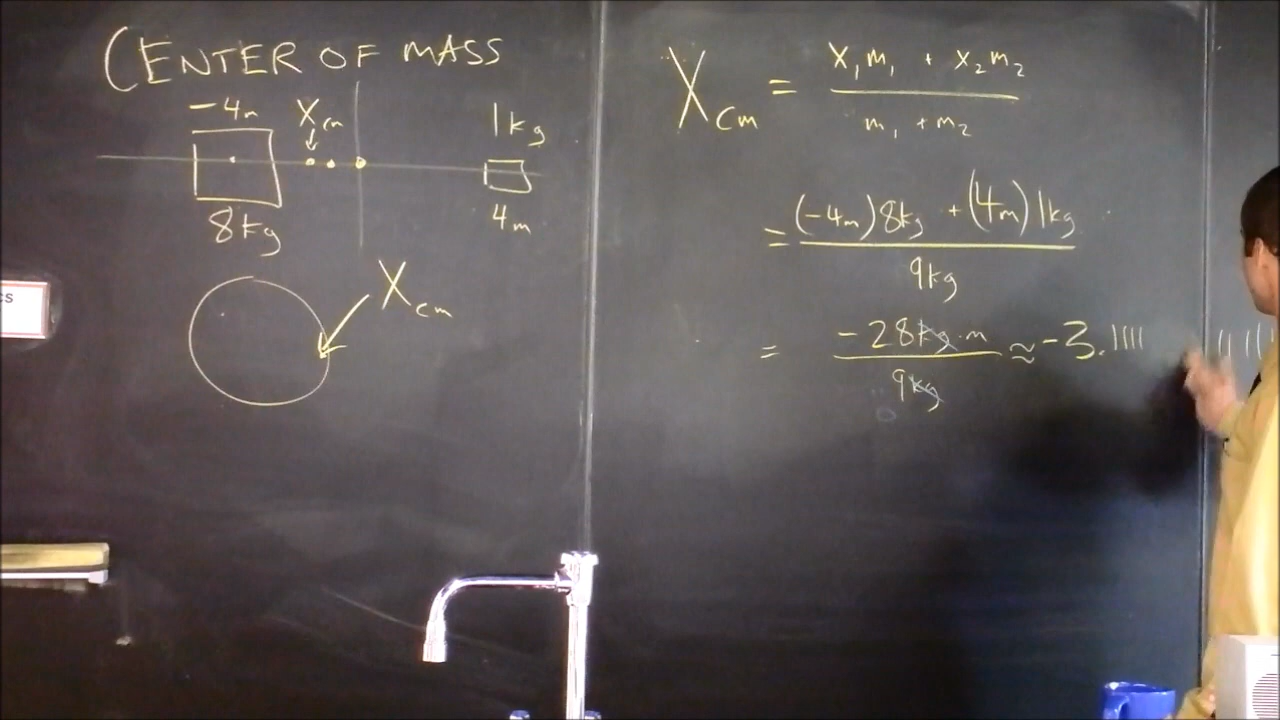 CENTER OF MASS
-4m
Xcm
1kg
8kg
4m
Xcm
Xcm = X1m1 + X2m2
m1 + m2
= (-4m)8kg + (4m)1kg
9kg
= -28kg·m ≈ -3.1111
9kg
cs